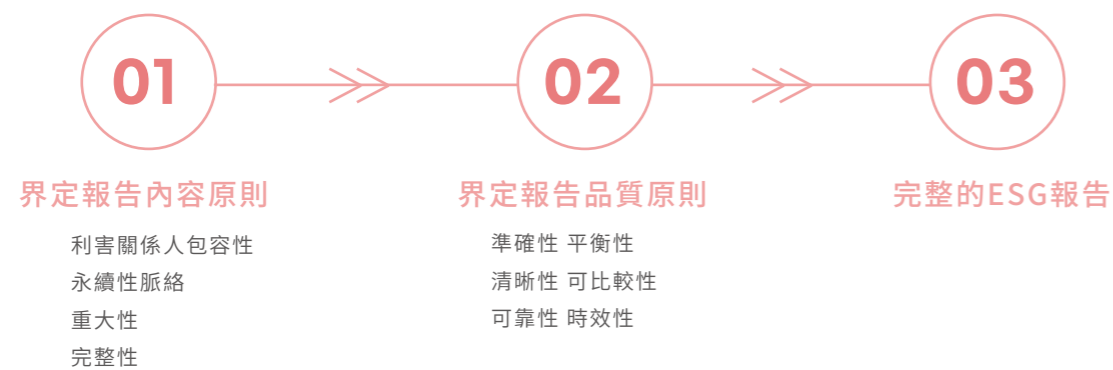 01
界定報告內容原則
利害關係人包容性
永續性脈絡
重大性
完整性
02
界定報告品質原則
準確性 平衡性
清晰性 可比較性
可靠性 時效性
03
完整的ESG報告